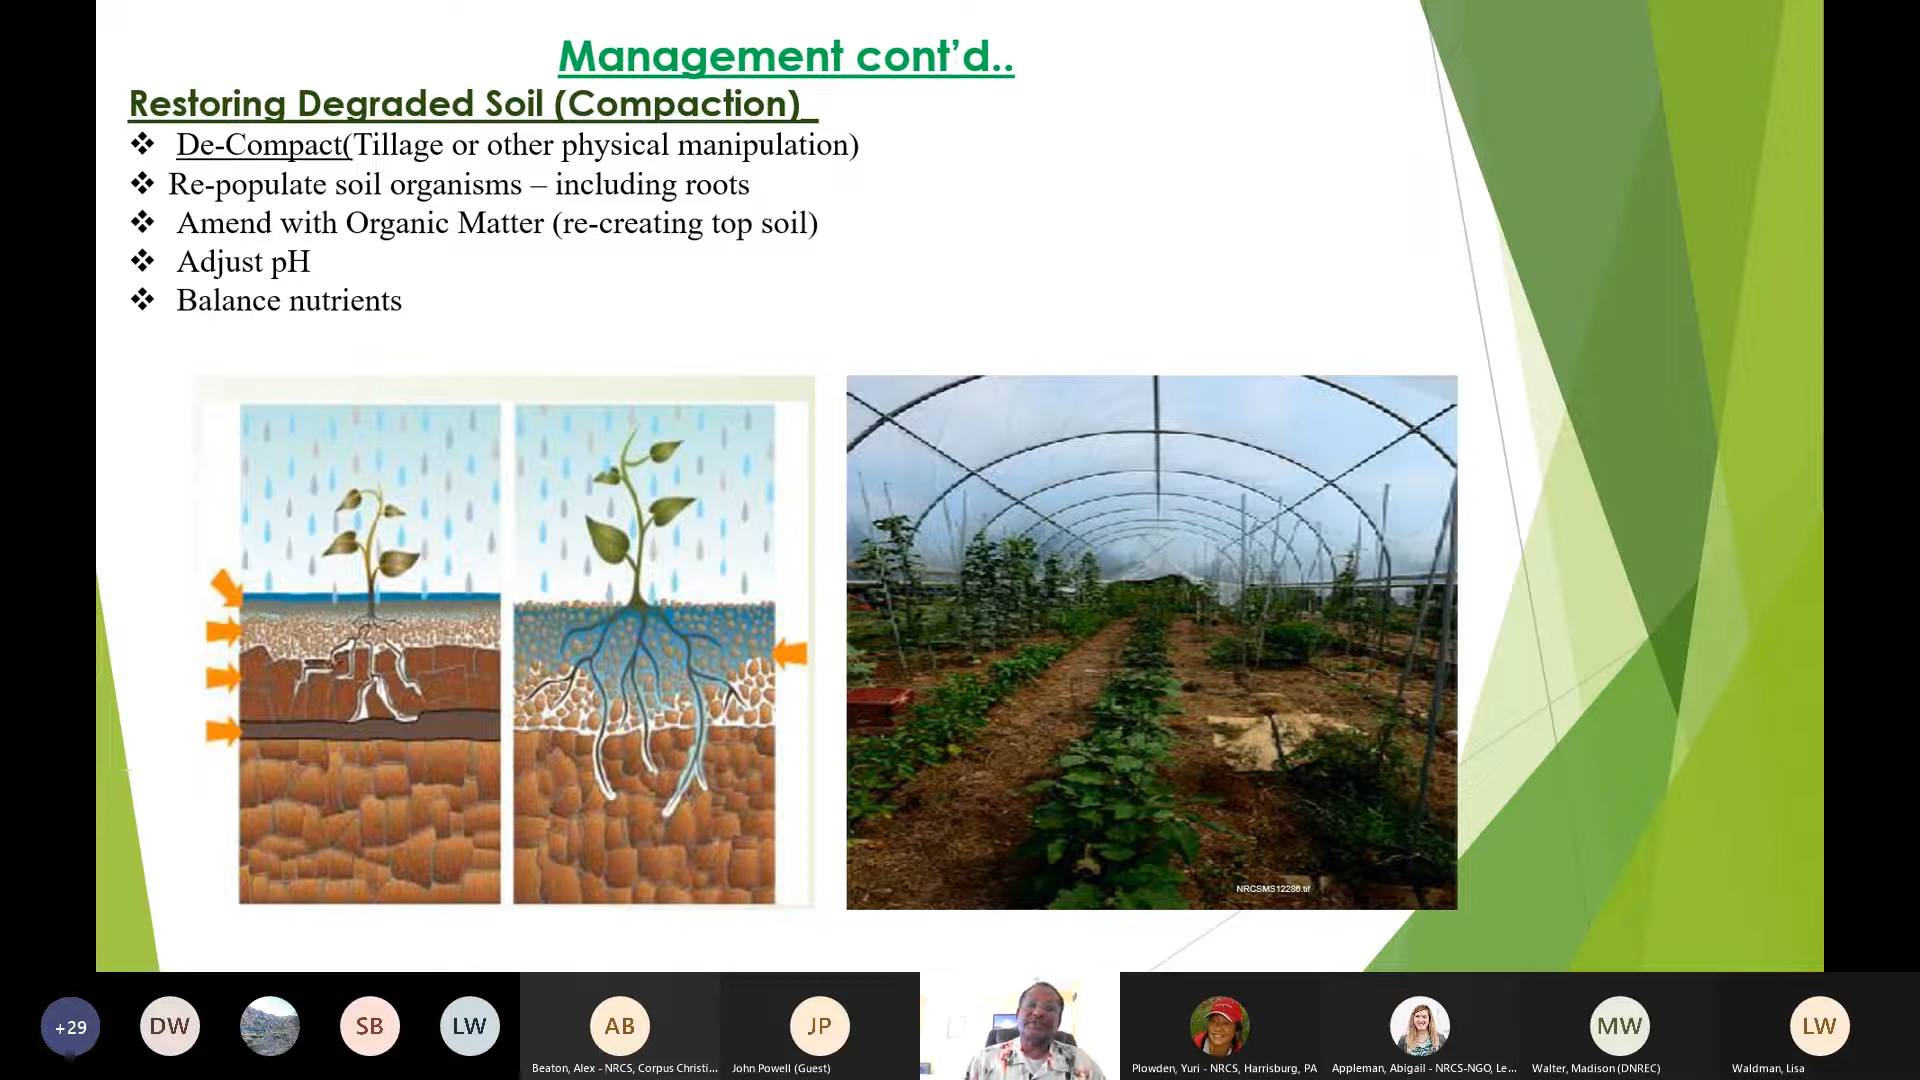 Management cont’d..
Restoring Degraded Soil (Compaction)
❖ De-Compact(Tillage or other physical manipulation)
❖ Re-populate soil organisms – including roots
❖ Amend with Organic Matter (re-creating top soil)
❖ Adjust pH
❖ Balance nutrients
NRCSMS12286.tif
+29
DW
SB
LW
AB
JP
MW
LW
Beaton, Alex - NRCS, Corpus Christi...
John Powell (Guest)
Plowden, Yuri - NRCS, Harrisburg, PA
Appleman, Abigail - NRCS-NGO, Le...
Walter, Madison (DNREC)
Waldman, Lisa